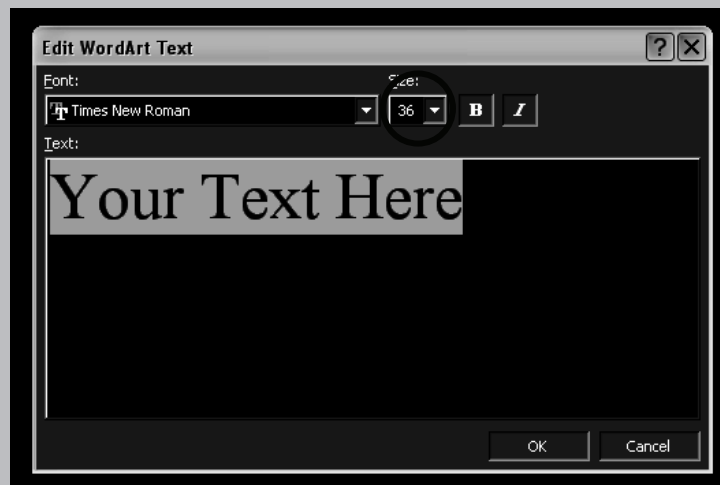 Edit WordArt Text
Font: Size:
Times New Roman 36 B I
Text:
Your Text Here
OK Cancel